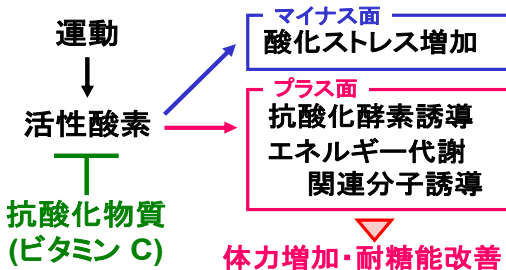 運動
活性酸素
抗酸化物質
(ビタミン C)
マイナス面
酸化ストレス増加
プラス面
抗酸化酵素誘導
エネルギー代謝
関連分子誘導
体力増加・耐糖能改善